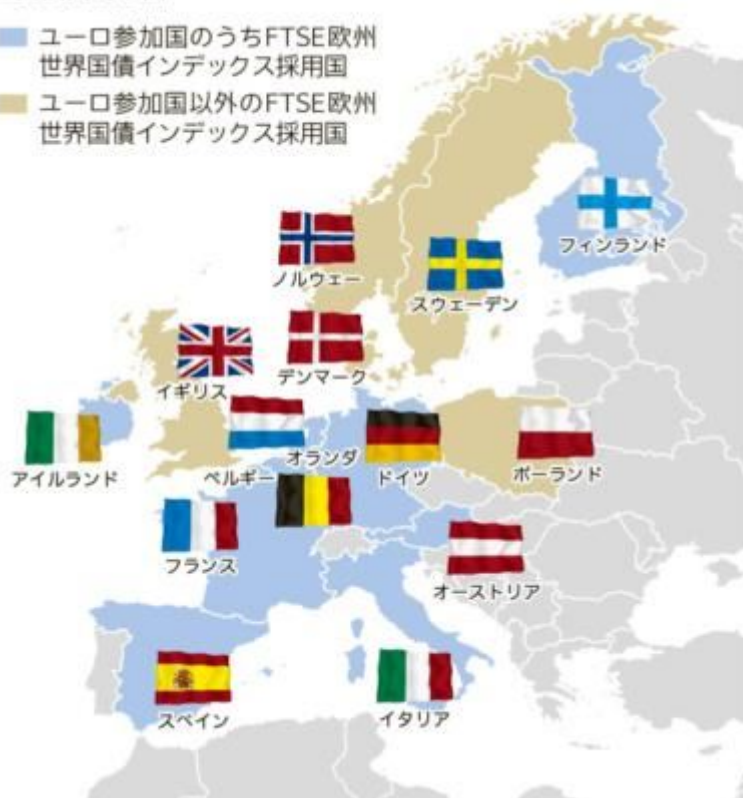 ユーロ参加国のうちFTSE欧州
世界国債インデックス採用国
ユーロ参加国以外のFTSE欧州
世界国債インデックス採用国
フィンランド
ノルウェー
スウェーデン
デンマーク
イギリス
オランダ
アイルランド
ベルギー
ドイツ
ポーランド
フランス
オーストリア
スペイン
イタリア